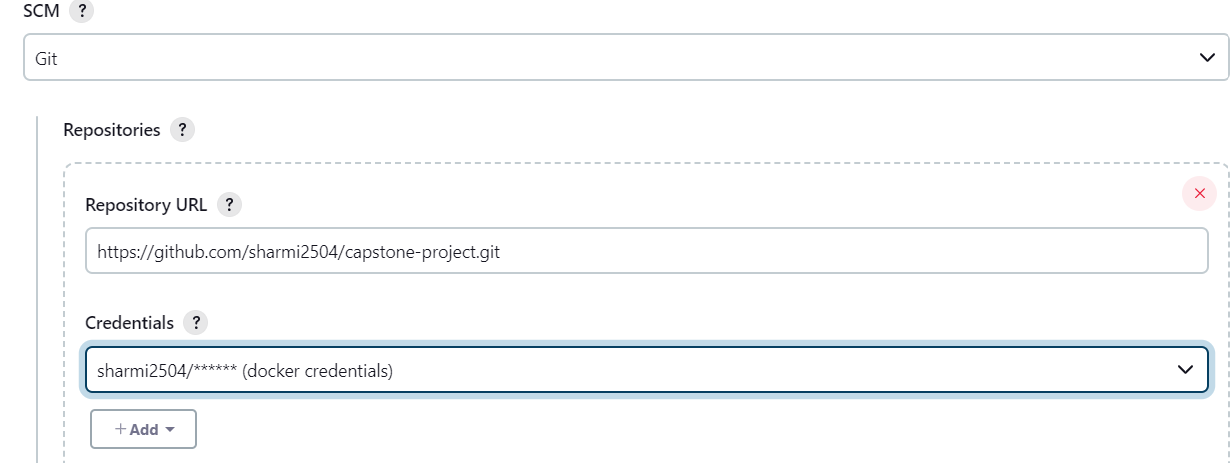 SCM ?
Git
Repositories ?
Repository URL ?
https://github.com/sharmi2504/capstone-project.git
Credentials ?
sharmi2504/****** (docker credentials)
+ Add